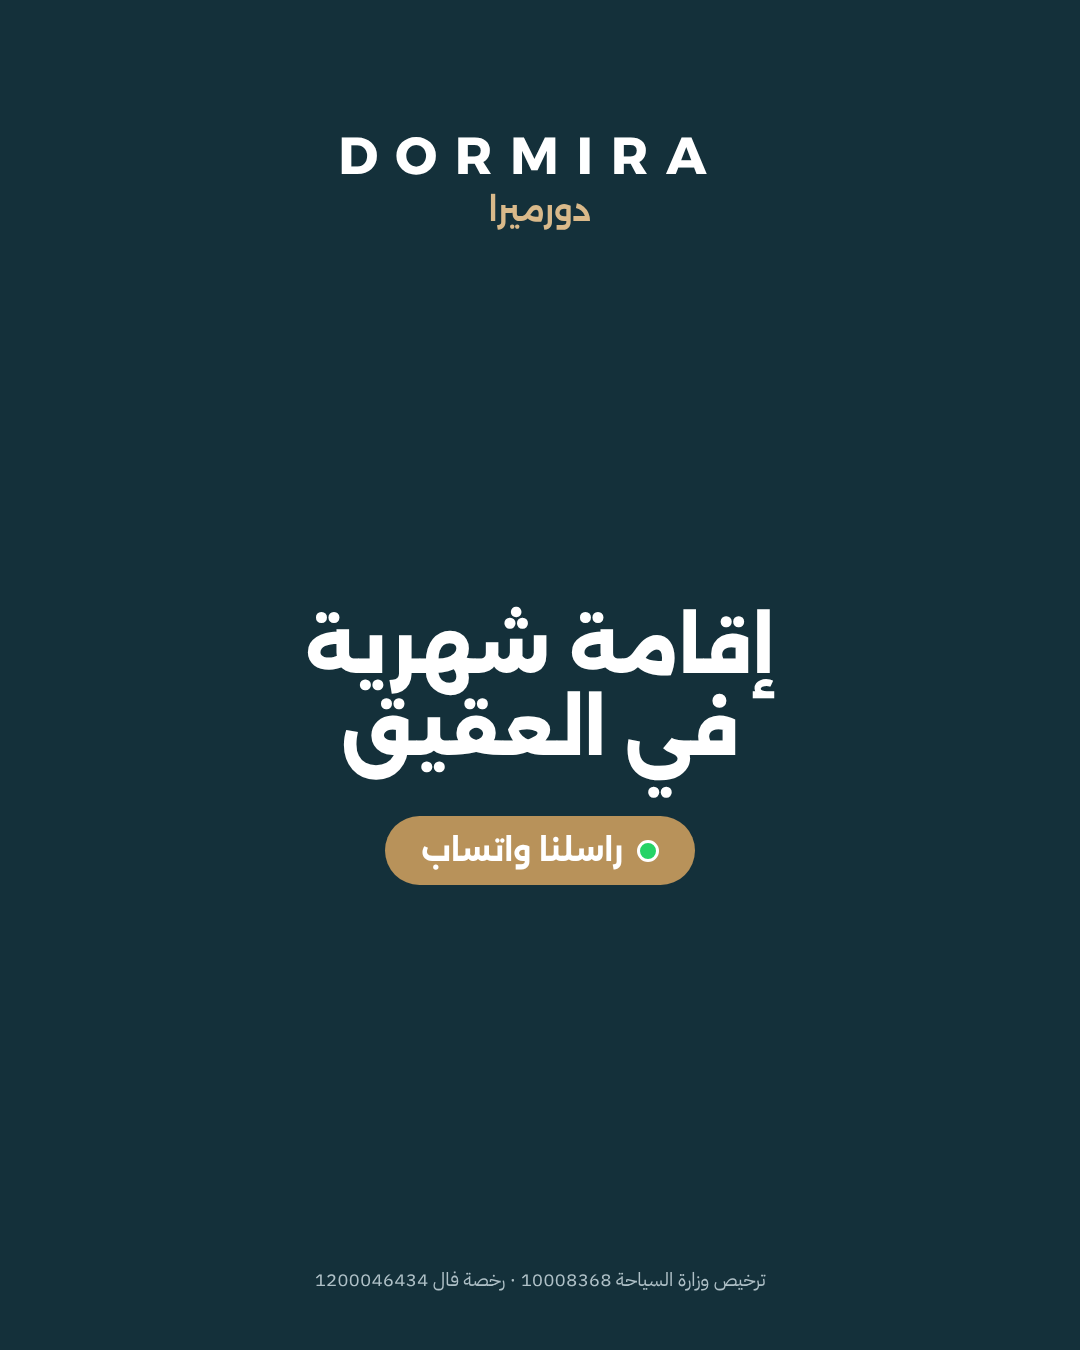 DORMIRA
دورميرا
إقامة شهرية
في العقيق
راسلنا واتساب
ترخيص وزارة السياحة 10008368 · رخصة فال 1200046434